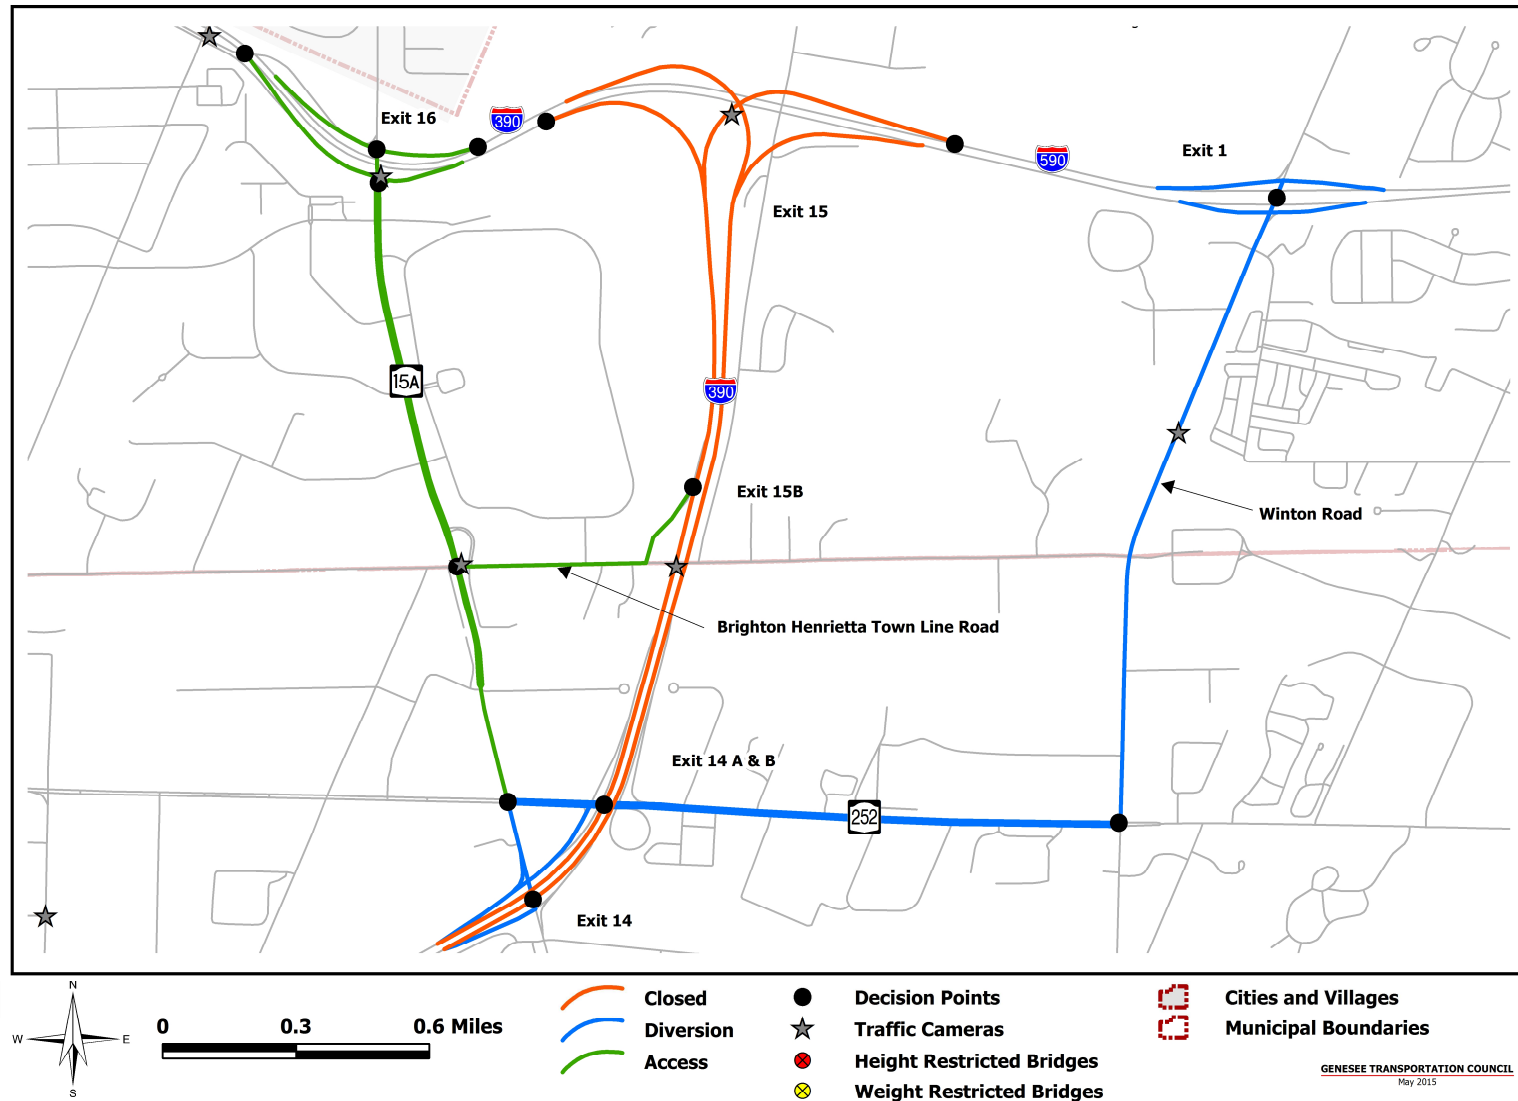 Exit 16
390
590
Exit 1
Exit 15
15A
390
Exit 15B
Winton Road
Brighton Henrietta Town Line Road
Exit 14 A & B
252
Exit 14
N
W
E
S
0
0.3
0.6 Miles
Closed
Diversion
Access
Decision Points
Traffic Cameras
Height Restricted Bridges
Weight Restricted Bridges
Cities and Villages
Municipal Boundaries
GENESEE TRANSPORTATION COUNCIL
May 2015